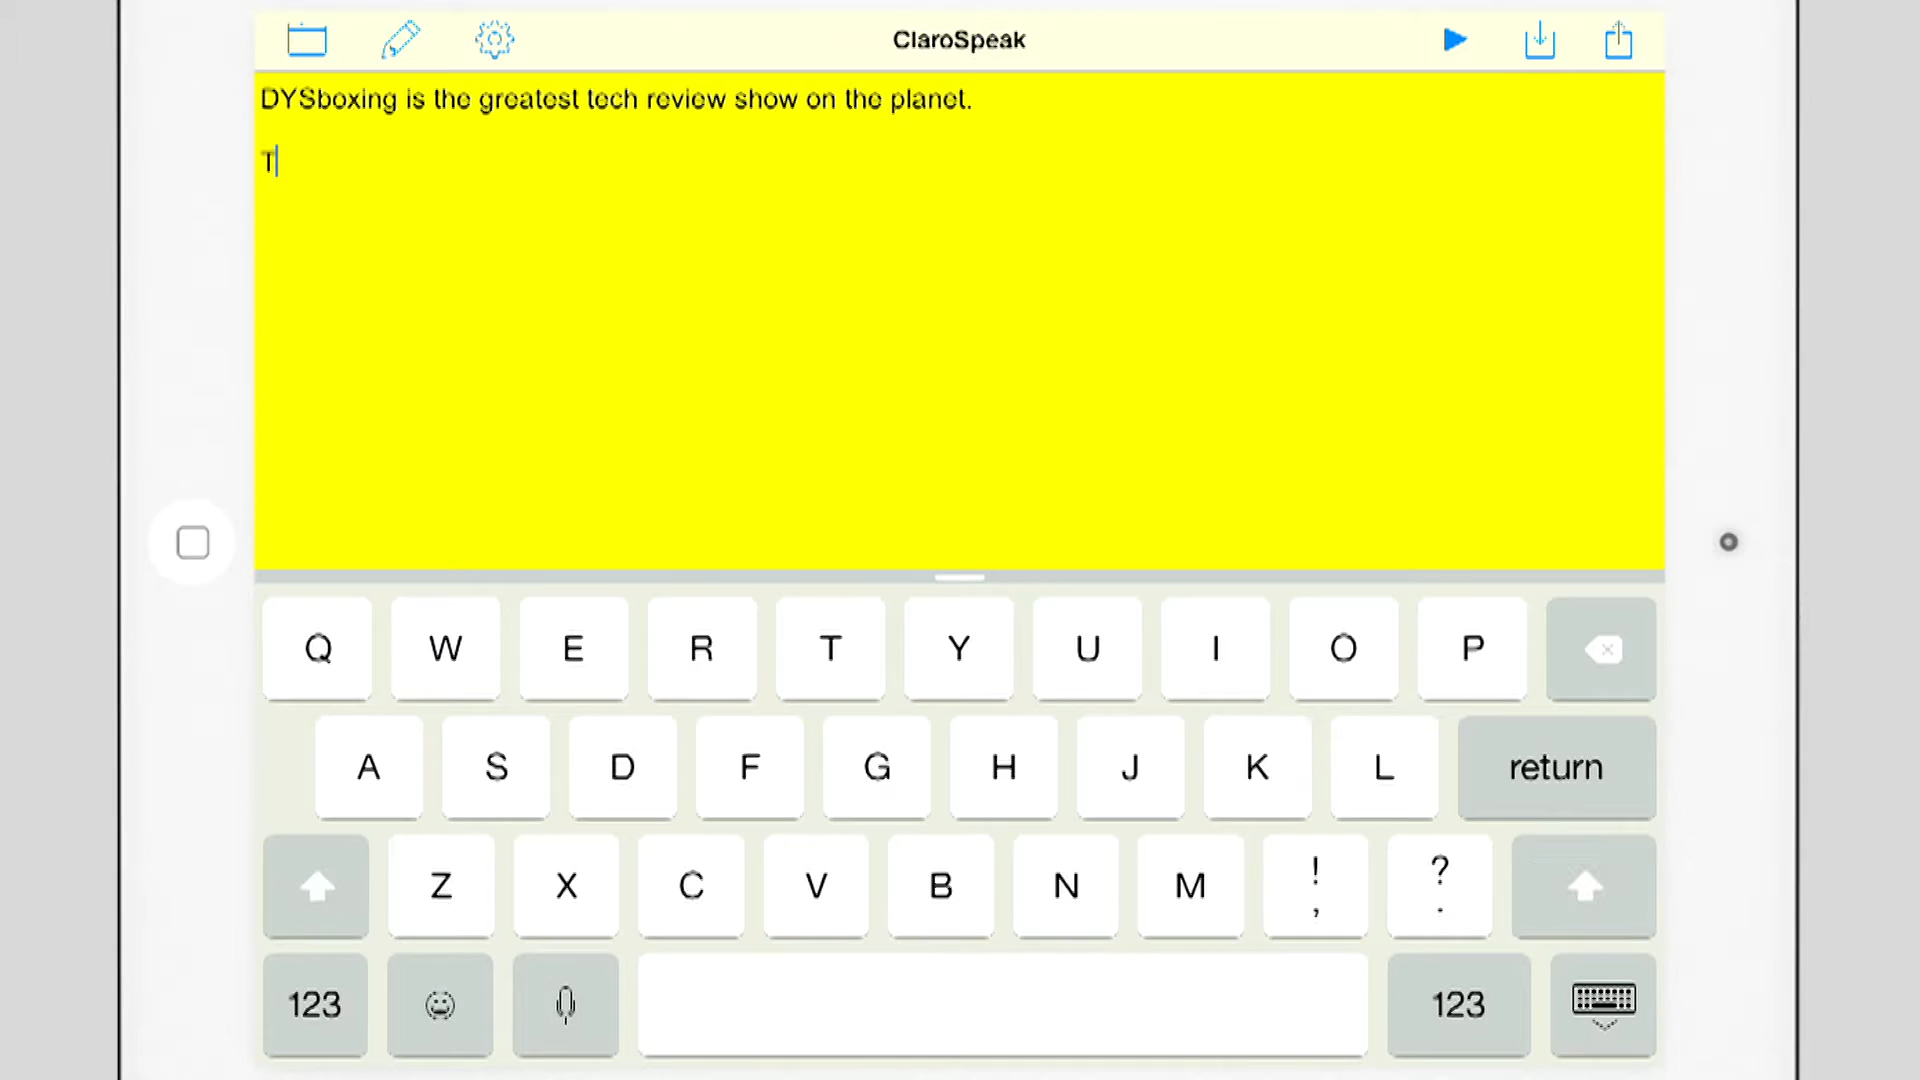 ClaroSpeak
DYSboxing is the greatest tech review show on the planet.
T
Q W E R T Y U I O P
A S D F G H J K L return
Z X C V B N M ! , ? .
123 123